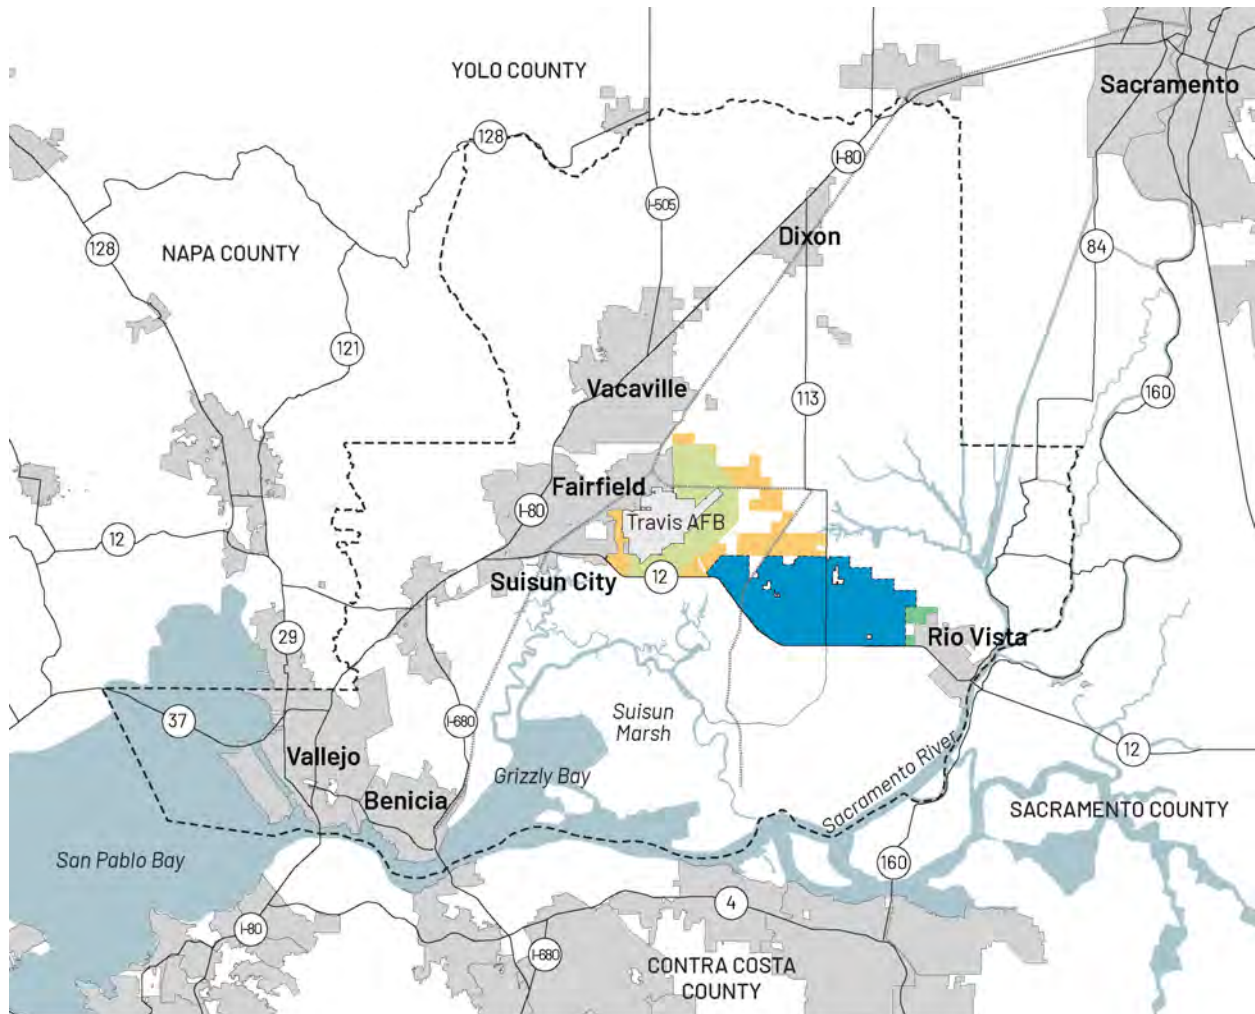 YOLO COUNTY
Sacramento
128
I-80
I-505
Dixon
128
NAPA COUNTY
84
121
Vacaville
160
113
Fairfield
I-80
Travis AFB
12
Suisun City
12
29
Rio Vista
37
I-680
Suisun
Marsh
Vallejo
12
Grizzly Bay
Sacramento River
Benicia
SACRAMENTO COUNTY
San Pablo Bay
160
4
I-80
I-680
CONTRA COSTA
COUNTY